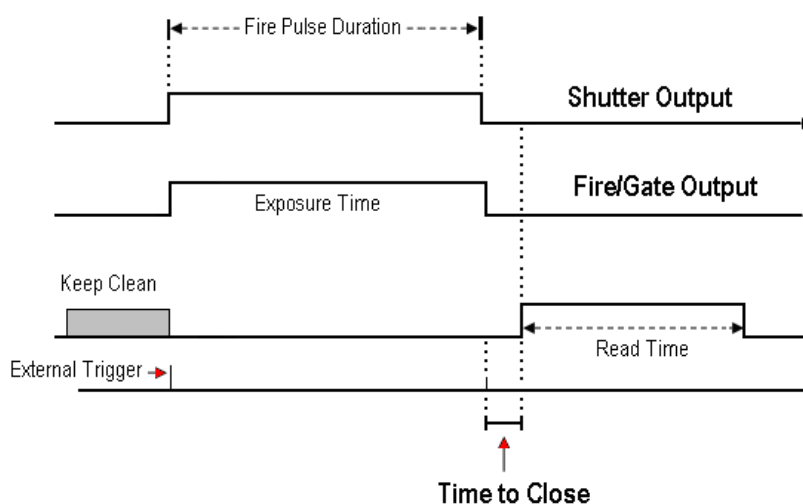 Fire Pulse Duration
Shutter Output
Fire/Gate Output
Exposure Time
Keep Clean
Read Time
External Trigger
Time to Close